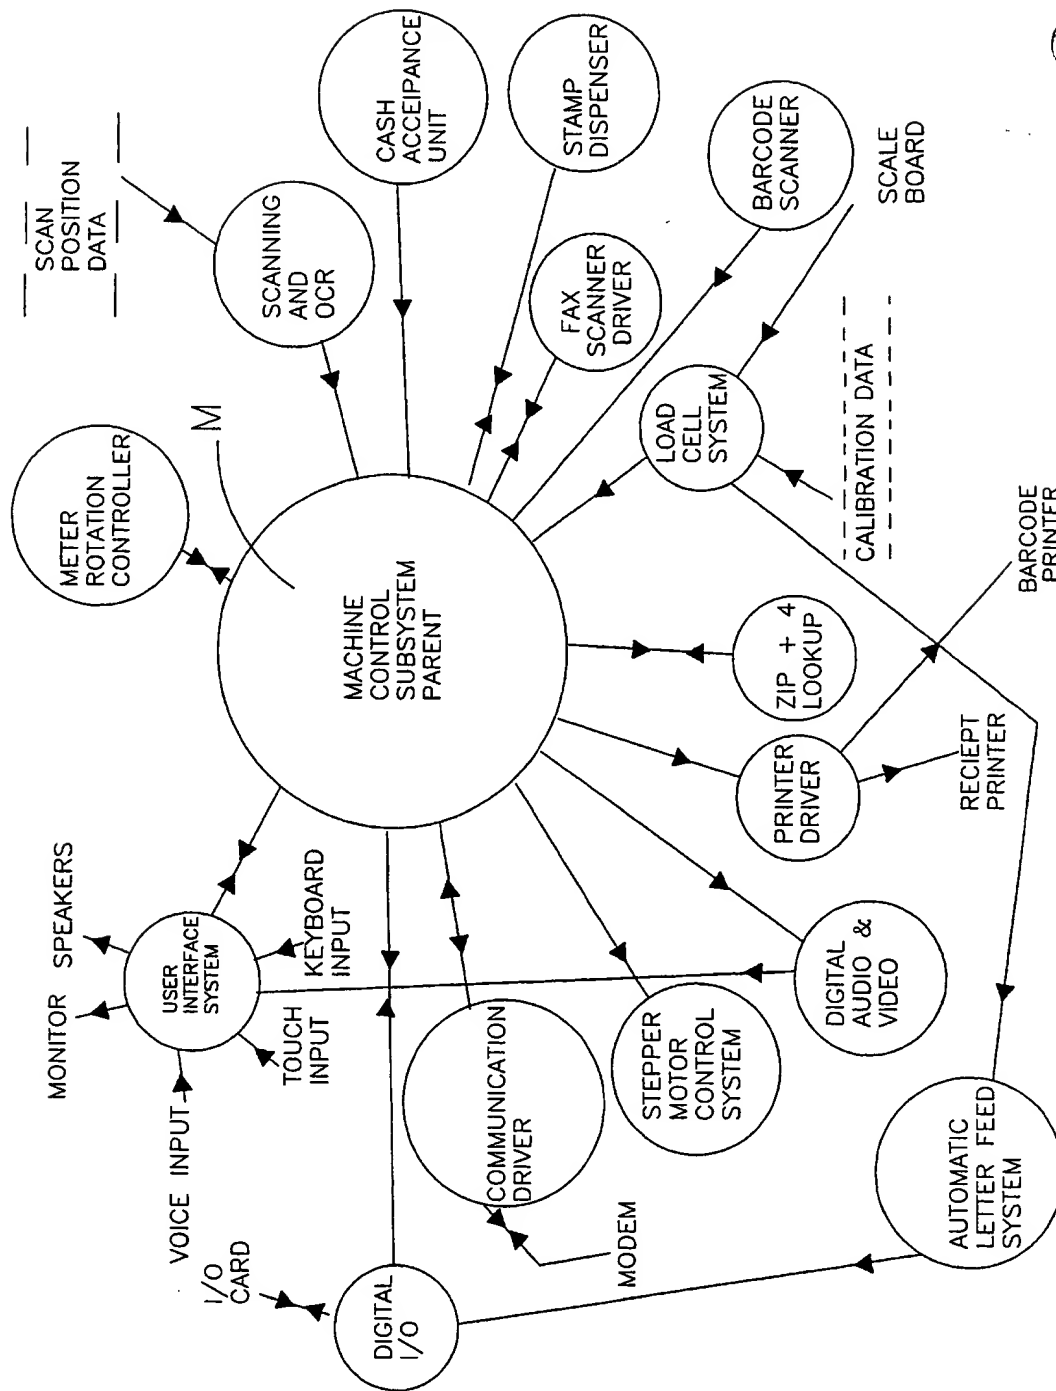 SCAN
POSITION
DATA
SCANNING
AND
OCR
CASH
ACCEIPANCE
UNIT
STAMP
DISPENSER
FAX
SCANNER
DRIVER
BARCODE
SCANNER
SCALE
BOARD
METER
ROTATION
CONTROLLER
M
MACHINE
CONTROL
SUBSYSTEM
PARENT
LOAD
CELL
SYSTEM
CALIBRATION DATA
BARCODE
PRINTER
ZIP + 4
LOOKUP
PRINTER
DRIVER
RECIEPT
PRINTER
MONITOR
SPEAKERS
USER
INTERFACE
SYSTEM
KEYBOARD
INPUT
TOUCH
INPUT
VOICE INPUT
I/O
CARD
DIGITAL
I/O
COMMUNICATION
DRIVER
MODEM
STEPPER
MOTOR
CONTROL
SYSTEM
DIGITAL
AUDIO &
VIDEO
AUTOMATIC
LETTER FEED
SYSTEM